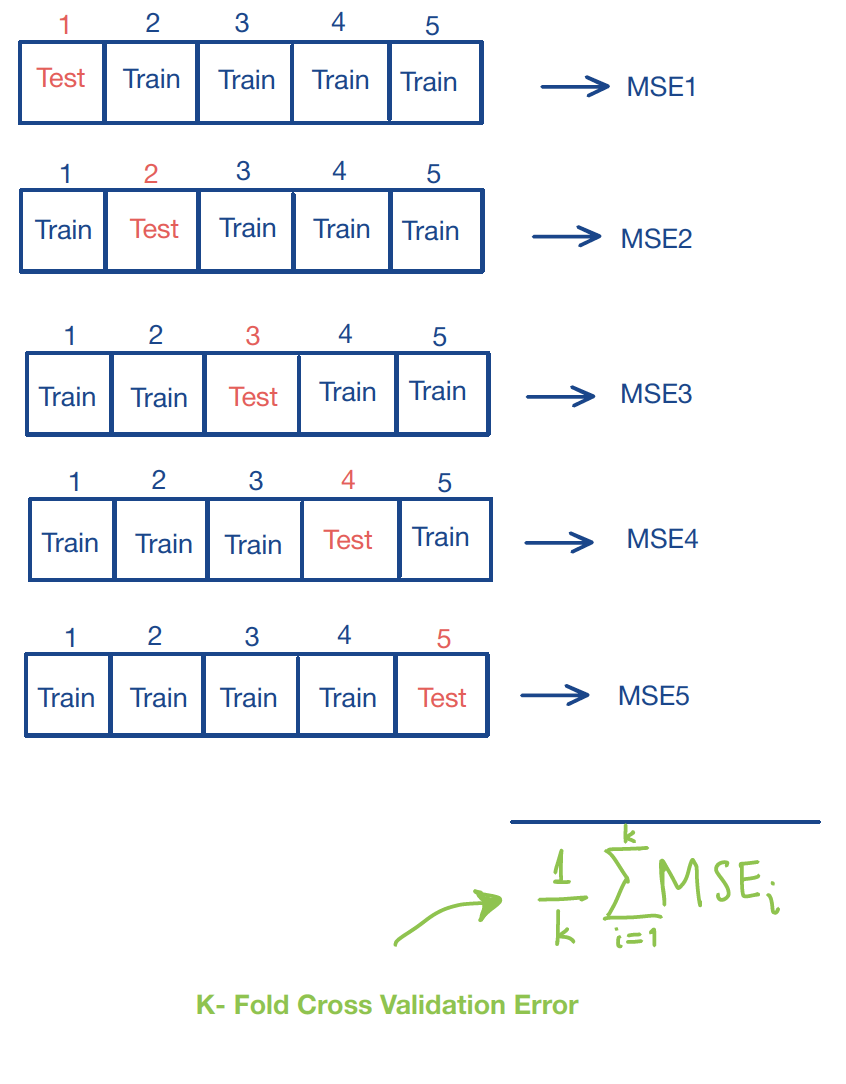 1 2 3 4 5
Test Train Train Train Train → MSE1
1 2 3 4 5
Train Test Train Train Train → MSE2
1 2 3 4 5
Train Train Test Train Train → MSE3
1 2 3 4 5
Train Train Train Test Train → MSE4
1 2 3 4 5
Train Train Train Train Test → MSE5
k
1/k ∑ MSEᵢ
i=1
K- Fold Cross Validation Error